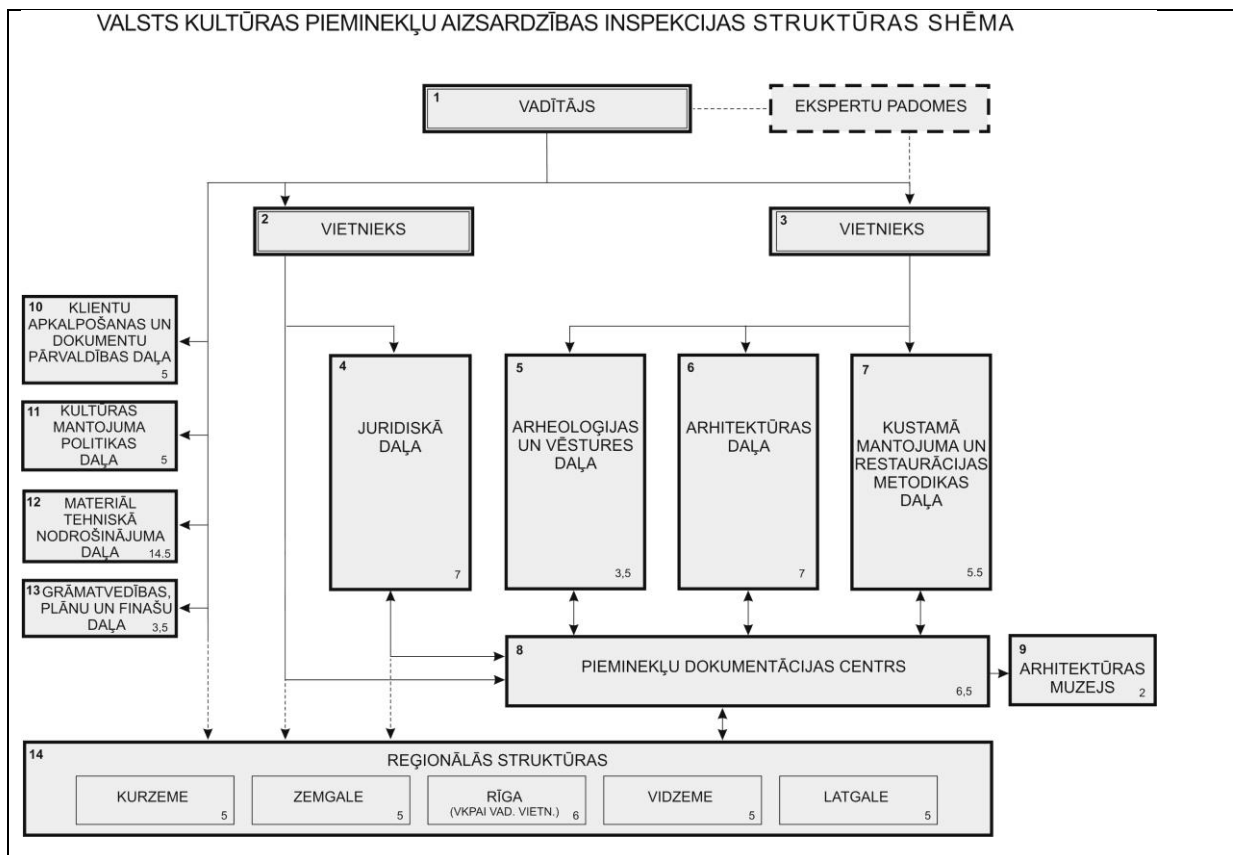 VALSTS KULTŪRAS PIEMINEKĻU AIZSARDZĪBAS INSPEKCIJAS STRUKTŪRAS SHĒMA
1
VADĪTĀJS
EKSPERTU PADOMES
2
VIETNIEKS
3
VIETNIEKS
10 KLIENTU
APKALPOŠANAS UN
DOKUMENTU
PĀRVALDĪBAS DAĻA
5
11 KULTŪRAS
MANTOJUMA
POLITIKAS
DAĻA
5
12 MATERIĀL
TEHNISKĀ
NODROŠINĀJUMA
DAĻA 14.5
13 GRĀMATVEDĪBAS,
PLĀNU UN FINAŠU
DAĻA
3,5
4
JURIDISKĀ
DAĻA
7
5
ARHEOLOĢIJAS
UN VĒSTURES
DAĻA
3,5
6
ARHITEKTŪRAS
DAĻA
7
7
KUSTAMĀ
MANTOJUMA UN
RESTAURĀCIJAS
METODIKAS
DAĻA
5.5
8
PIEMINEKĻU DOKUMENTĀCIJAS CENTRS
6,5
9
ARHITEKTŪRAS
MUZEJS 2
14
REĢIONĀLĀS STRUKTŪRAS
KURZEME
5
ZEMGALE
5
RĪGA
(VKPAI VAD. VIETN.) 6
VIDZEME
5
LATGALE
5